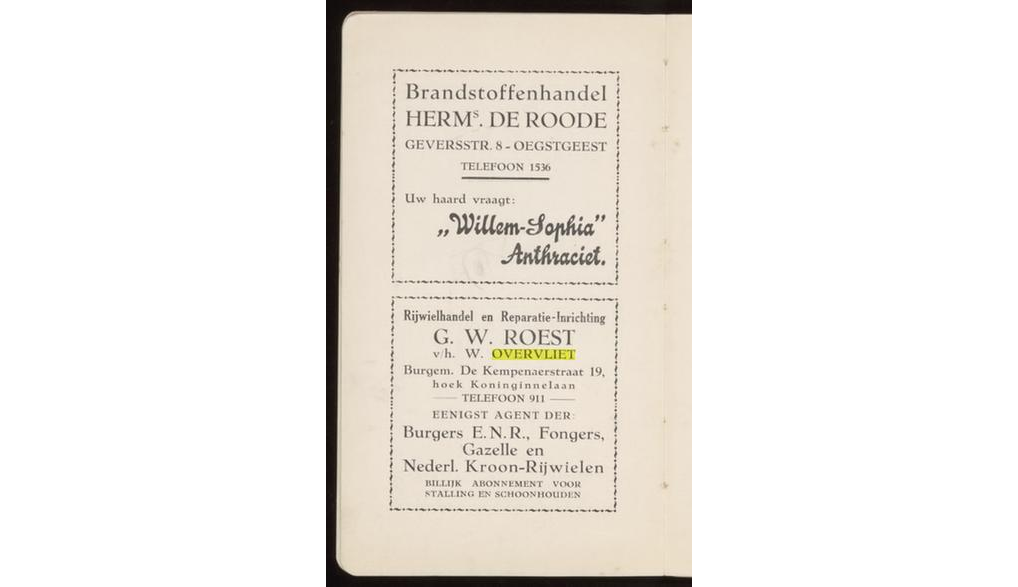 Brandstoffenhandel
HERMˢ. DE ROODE
GEVERSSTR. 8 - OEGSTGEEST
TELEFOON 1536
Uw haard vraagt:
„Willem-Sophia”
Anthraciet.
Rijwielhandel en Reparatie-Inrichting
G. W. ROEST
v/h. W. OVERVLIET
Burgem. De Kempenaerstraat 19,
hoek Koninginnelaan
TELEFOON 911
EENIGST AGENT DER:
Burgers E.N.R., Fongers,
Gazelle en
Nederl. Kroon-Rijwielen
BILLIJK ABONNEMENT VOOR
STALLING EN SCHOONHOUDEN